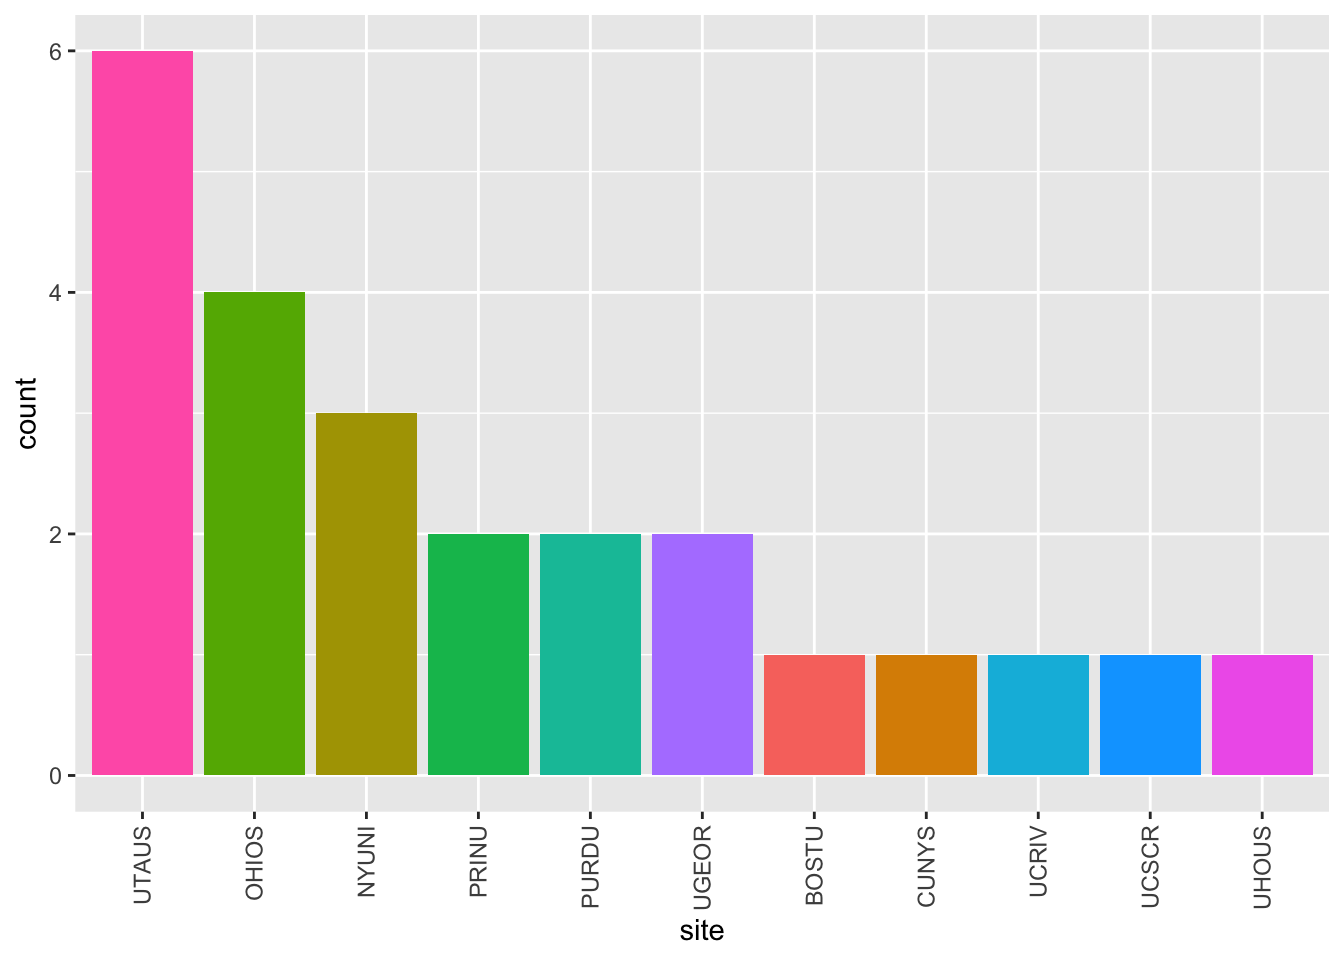 6
4
2
0
count
UTAUS
OHIOS
NYUNI
PRINU
PURDU
UGEOR
BOSTU
CUNYS
UCRIV
UCSCR
UHOUS
site